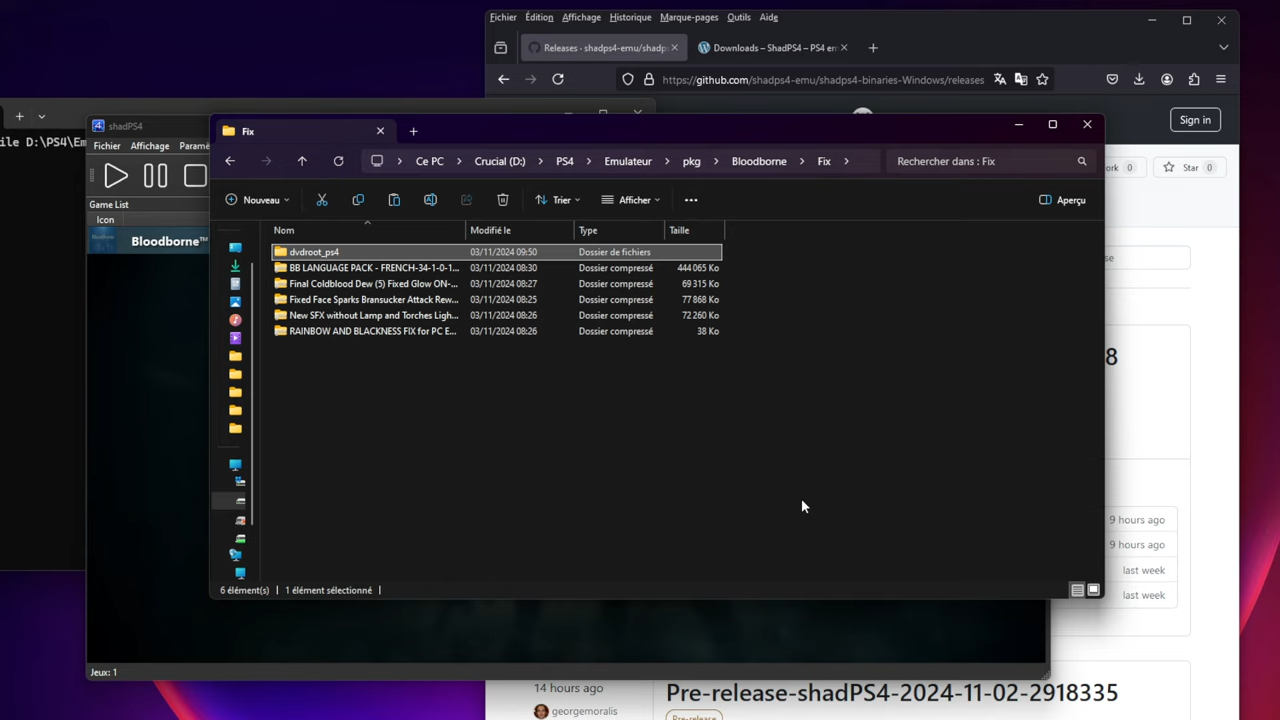 Fichier Édition Affichage Historique Marque-pages Outils Aide
Releases · shadps4-emu/shadp
Downloads – ShadPS4 – PS4 em
https://github.com/shadps4-emu/shadps4-binaries-Windows/releases
Sign in
Star 0
0
ile D:\PS4\Em
shadPS4
Fichier Affichage
Game List
Icon
Bloodborne™
Fix
Ce PC > Crucial (D:) > PS4 > Emulateur > pkg > Bloodborne > Fix >
Rechercher dans : Fix
Nouveau
Trier
Afficher
Aperçu
Nom Modifié le Type Taille
dvdroot_ps4 03/11/2024 09:50 Dossier de fichiers
BB LANGUAGE PACK - FRENCH-34-1-0-1... 03/11/2024 08:30 Dossier compressé 444 065 Ko
Final Coldblood Dew (5) Fixed Glow ON-... 03/11/2024 08:27 Dossier compressé 69 315 Ko
Fixed Face Sparks Bransucker Attack Rew... 03/11/2024 08:25 Dossier compressé 77 868 Ko
New SFX without Lamp and Torches Ligh... 03/11/2024 08:26 Dossier compressé 72 260 Ko
RAINBOW AND BLACKNESS FIX for PC E... 03/11/2024 08:26 Dossier compressé 38 Ko
6 élément(s)
1 élément sélectionné
8
9 hours ago
9 hours ago
last week
last week
Jeux: 1
14 hours ago
georgemoralis
Pre-release-shadPS4-2024-11-02-2918335
Pre-release